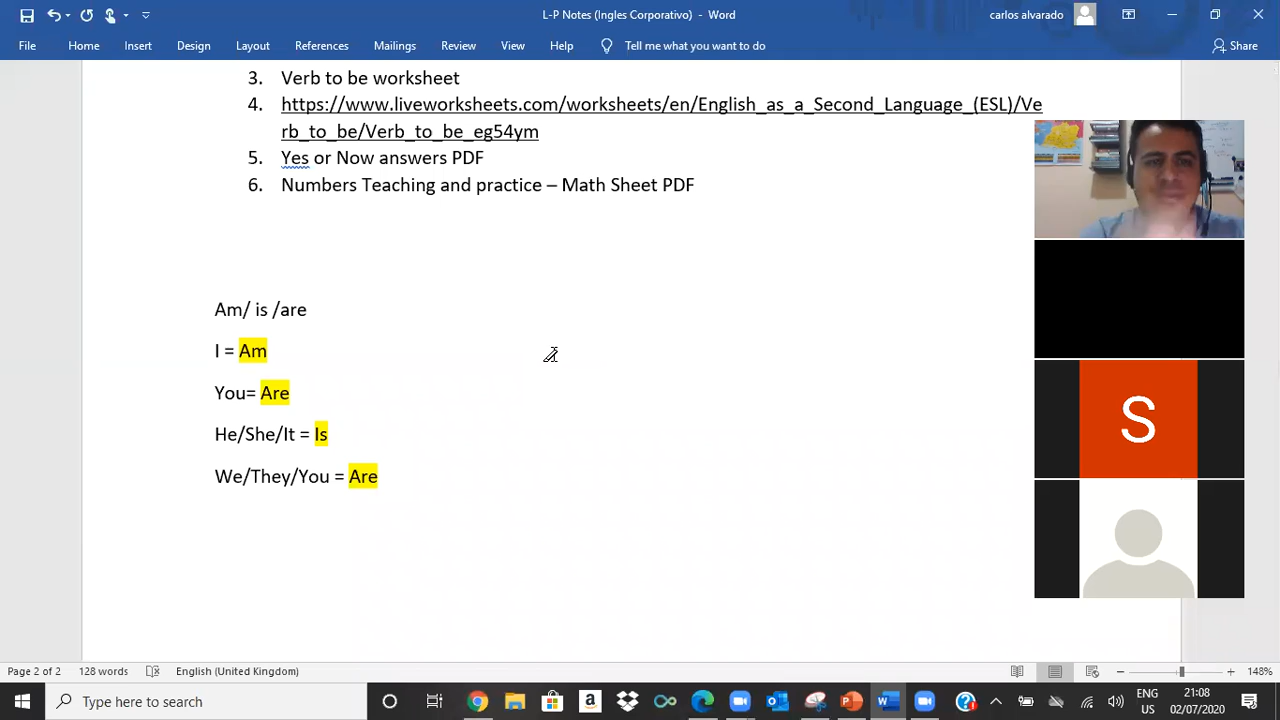 L-P Notes (Ingles Corporativo) - Word
carlos alvarado
File Home Insert Design Layout References Mailings Review View Help Tell me what you want to do Share
3. Verb to be worksheet
4. https://www.liveworksheets.com/worksheets/en/English_as_a_Second_Language_(ESL)/Ve
rb_to_be/Verb_to_be_eg54ym
5. Yes or Now answers PDF
6. Numbers Teaching and practice – Math Sheet PDF
Am/ is /are
I = Am
You= Are
He/She/It = Is
We/They/You = Are
S
Page 2 of 2 128 words English (United Kingdom) 148%
Type here to search
ENG
US
21:08
02/07/2020